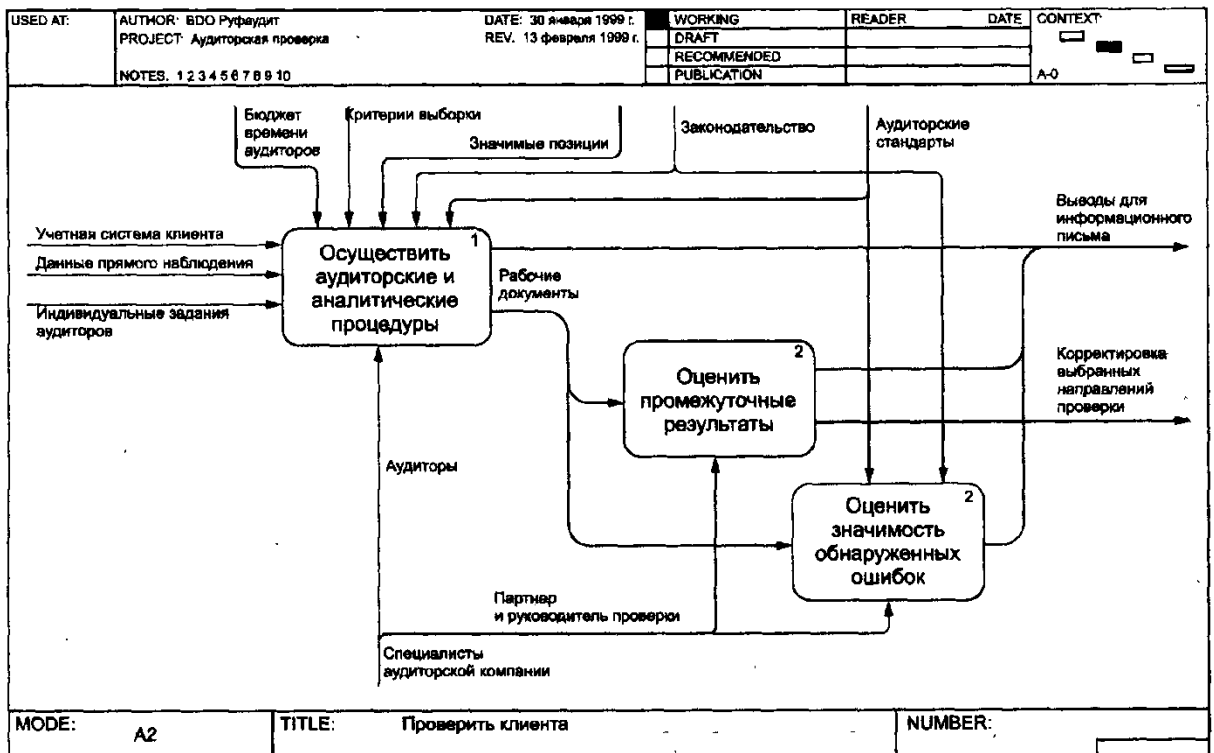 USED AT:
AUTHOR: BDO Руфаудит
DATE: 30 января 1999 г.
PROJECT: Аудиторская проверка
REV. 13 февраля 1999 г.
NOTES. 1 2 3 4 5 6 7 8 9 10
WORKING
DRAFT
RECOMMENDED
PUBLICATION
READER DATE
CONTEXT:
A-0
Бюджет
времени
аудиторов
Критерии выборки
Значимые позиции
Законодательство
Аудиторские
стандарты
Учетная система клиента
Данные прямого наблюдения
Индивидуальные задания
аудиторов
1
Осуществить
аудиторские и
аналитические
процедуры
Рабочие
документы
Выводы для
информационного
письма
2
Оценить
промежуточные
результаты
Корректировка
выбранных
направлений
проверки
Аудиторы
2
Оценить
значимость
обнаруженных
ошибок
Партнер
и руководитель проверки
Специалисты
аудиторской компании
MODE:
A2
TITLE: Проверить клиента
NUMBER: